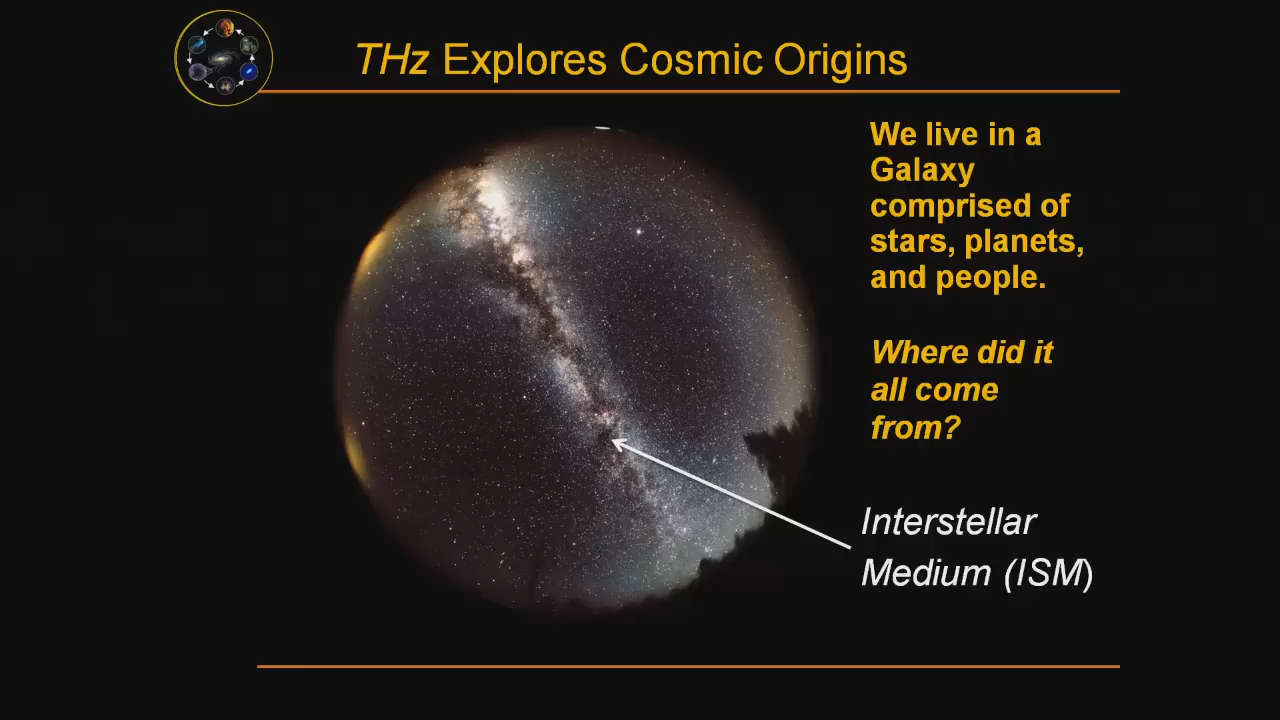 THz Explores Cosmic Origins
We live in a
Galaxy
comprised of
stars, planets,
and people.
Where did it
all come
from?
Interstellar
Medium (ISM)